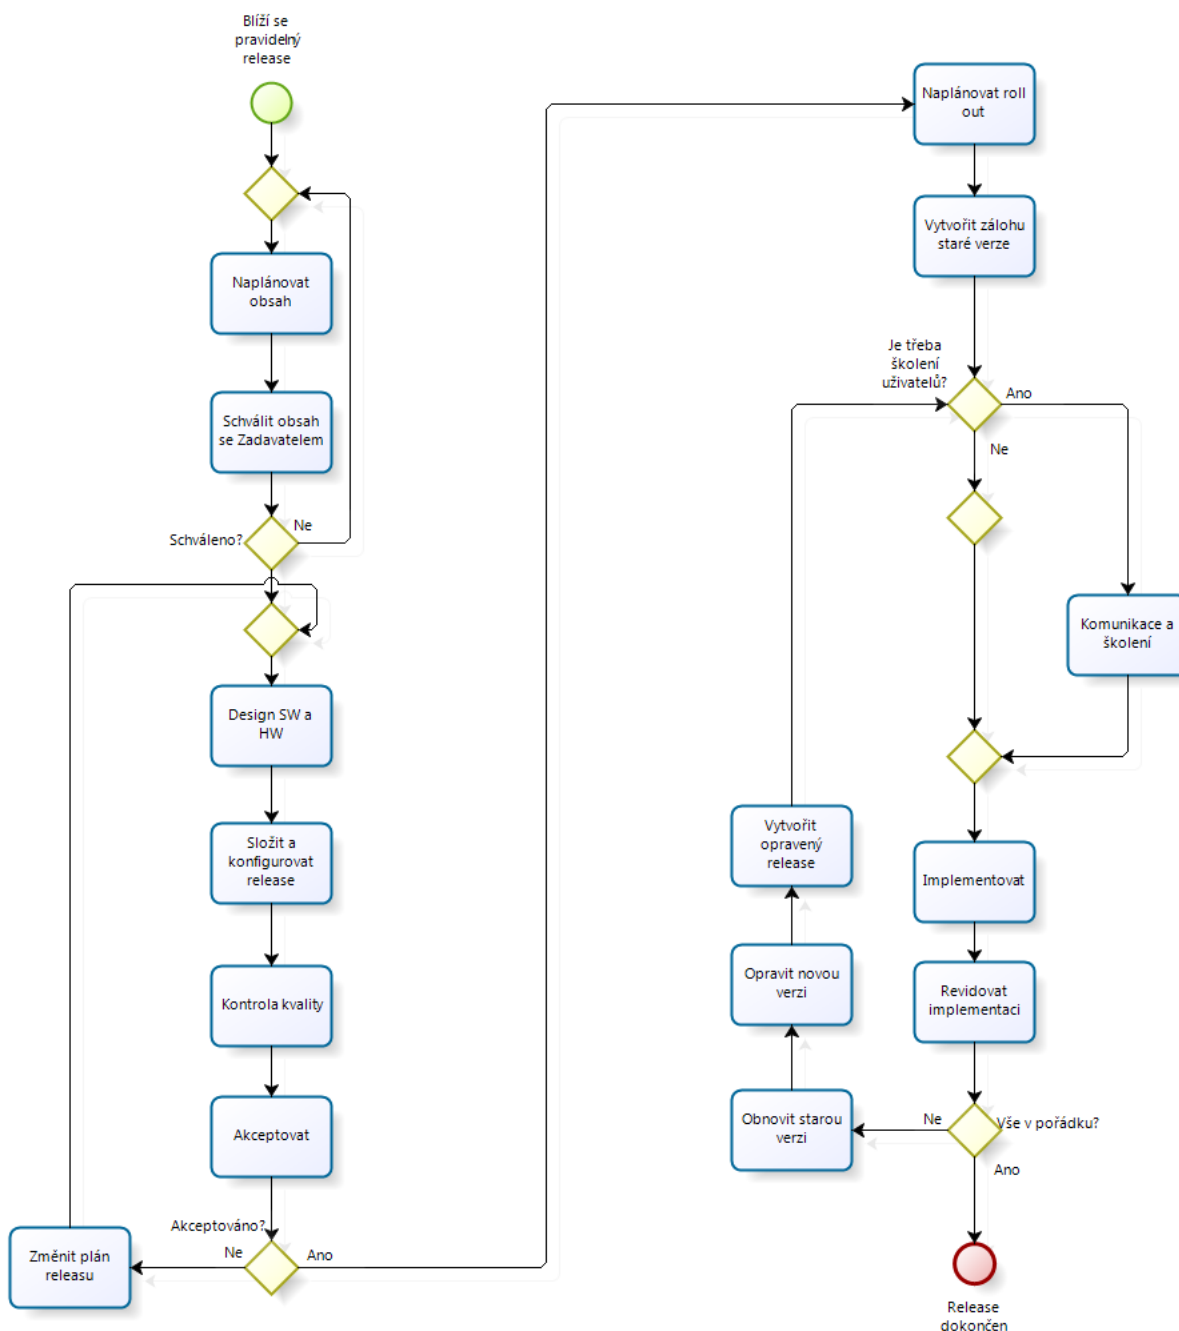 Blíží se
pravidelný
release
Naplánovat
obsah
Schválit obsah
se Zadavatelem
Schváleno?
Ne
Design SW a
HW
Složit a
konfigurovat
release
Kontrola kvality
Akceptovat
Akceptováno?
Ne
Ano
Změnit plán
releasu
Naplánovat roll
out
Vytvořit zálohu
staré verze
Je třeba
školení
uživatelů?
Ano
Ne
Komunikace a
školení
Implementovat
Revidovat
implementaci
Vše v pořádku?
Ne
Ano
Obnovit starou
verzi
Opravit novou
verzi
Vytvořit
opravený
release
Release
dokončen